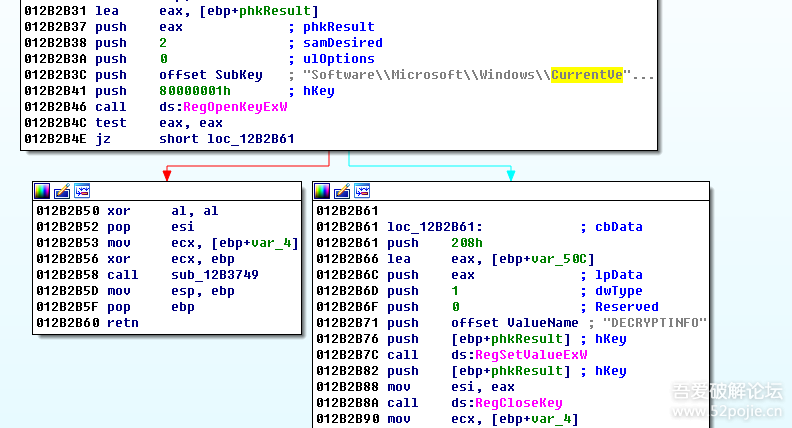 012B2B31 lea     eax, [ebp+phkResult]
012B2B37 push    eax             ; phkResult
012B2B38 push    2               ; samDesired
012B2B3A push    0               ; ulOptions
012B2B3C push    offset SubKey   ; "Software\\Microsoft\\Windows\\CurrentVe"...
012B2B41 push    80000001h       ; hKey
012B2B46 call    ds:RegOpenKeyExW
012B2B4C test    eax, eax
012B2B4E jz      short loc_12B2B61
012B2B50 xor     al, al
012B2B52 pop     esi
012B2B53 mov     ecx, [ebp+var_4]
012B2B56 xor     ecx, ebp
012B2B58 call    sub_12B3749
012B2B5D mov     esp, ebp
012B2B5F pop     ebp
012B2B60 retn
012B2B61
012B2B61 loc_12B2B61:            ; cbData
012B2B61 push    208h
012B2B66 lea     eax, [ebp+var_50C]
012B2B6C push    eax             ; lpData
012B2B6D push    1               ; dwType
012B2B6F push    0               ; Reserved
012B2B71 push    offset ValueName ; "DECRYPTINFO"
012B2B76 push    [ebp+phkResult] ; hKey
012B2B7C call    ds:RegSetValueExW
012B2B82 push    [ebp+phkResult] ; hKey
012B2B88 mov     esi, eax
012B2B8A call    ds:RegCloseKey
012B2B90 mov     ecx, [ebp+var_4]
吾爱破解论坛
www.52pojie.cn